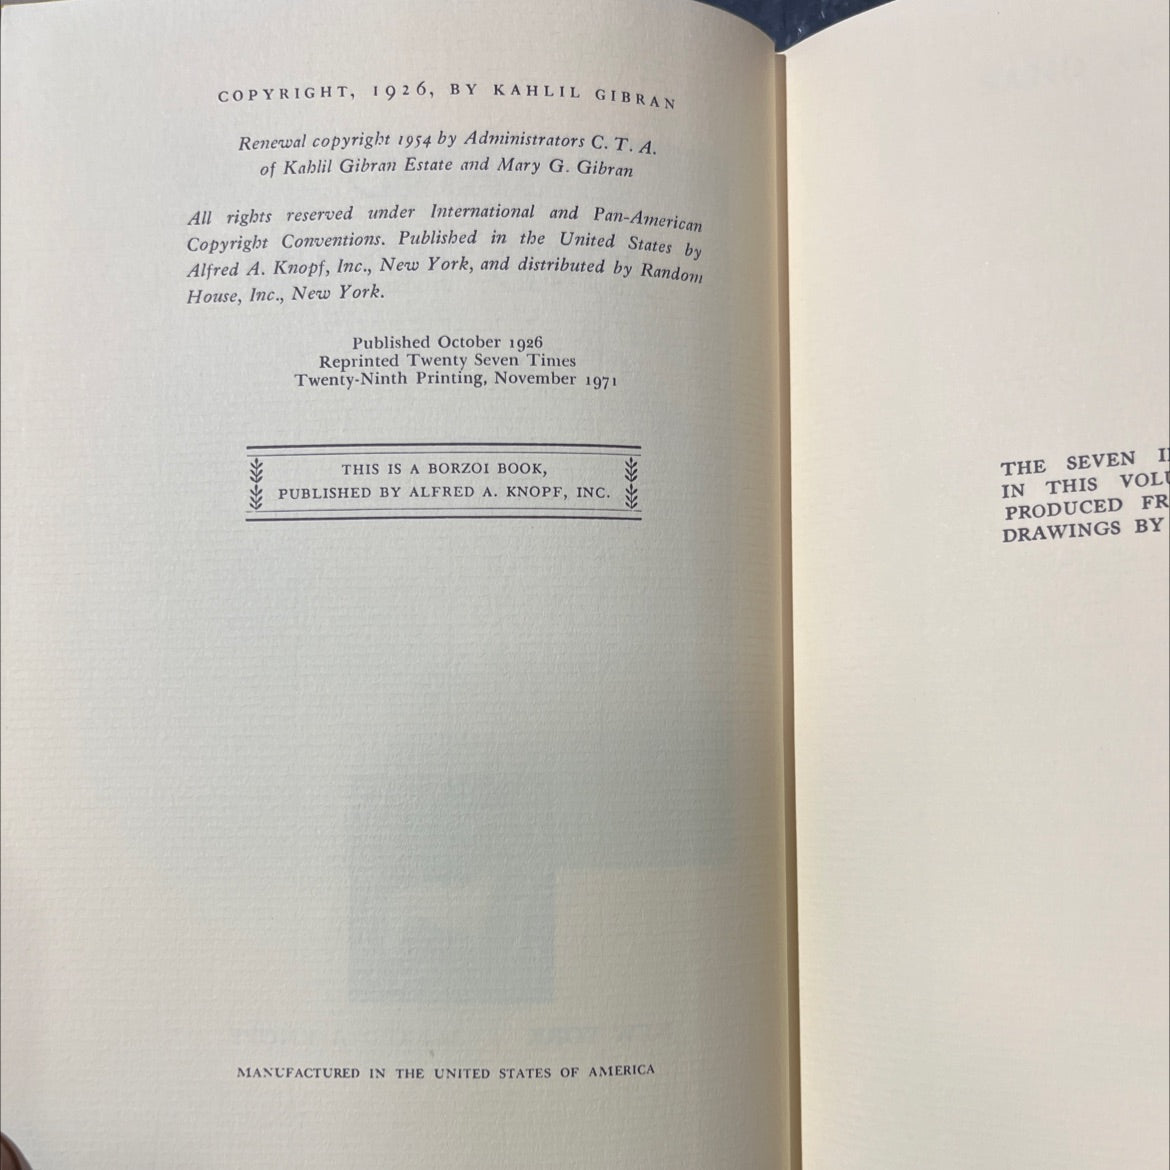 COPYRIGHT, 1926, BY KAHLIL GIBRAN
Renewal copyright 1954 by Administrators C. T. A.
of Kahlil Gibran Estate and Mary G. Gibran
All rights reserved under International and Pan-American
Copyright Conventions. Published in the United States by
Alfred A. Knopf, Inc., New York, and distributed by Random
House, Inc., New York.
Published October 1926
Reprinted Twenty Seven Times
Twenty-Ninth Printing, November 1971
THIS IS A BORZOI BOOK,
PUBLISHED BY ALFRED A. KNOPF, INC.
MANUFACTURED IN THE UNITED STATES OF AMERICA
THE SEVEN
IN THIS
PRODUCED
DRAWINGS BY